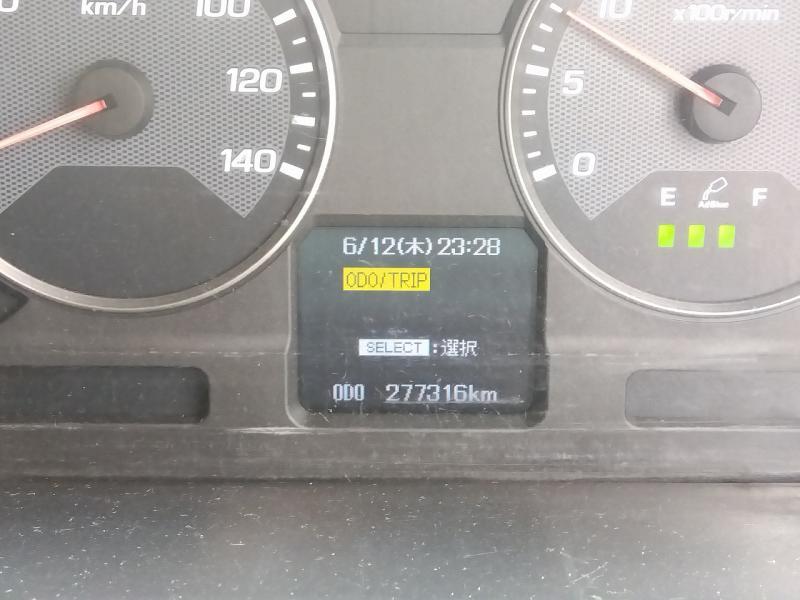 km/h
100
120
140
10
x100r/min
5
0
E AdBlue F
6/12(木)23:28
ODO/TRIP
SELECT:選択
ODO 277316km